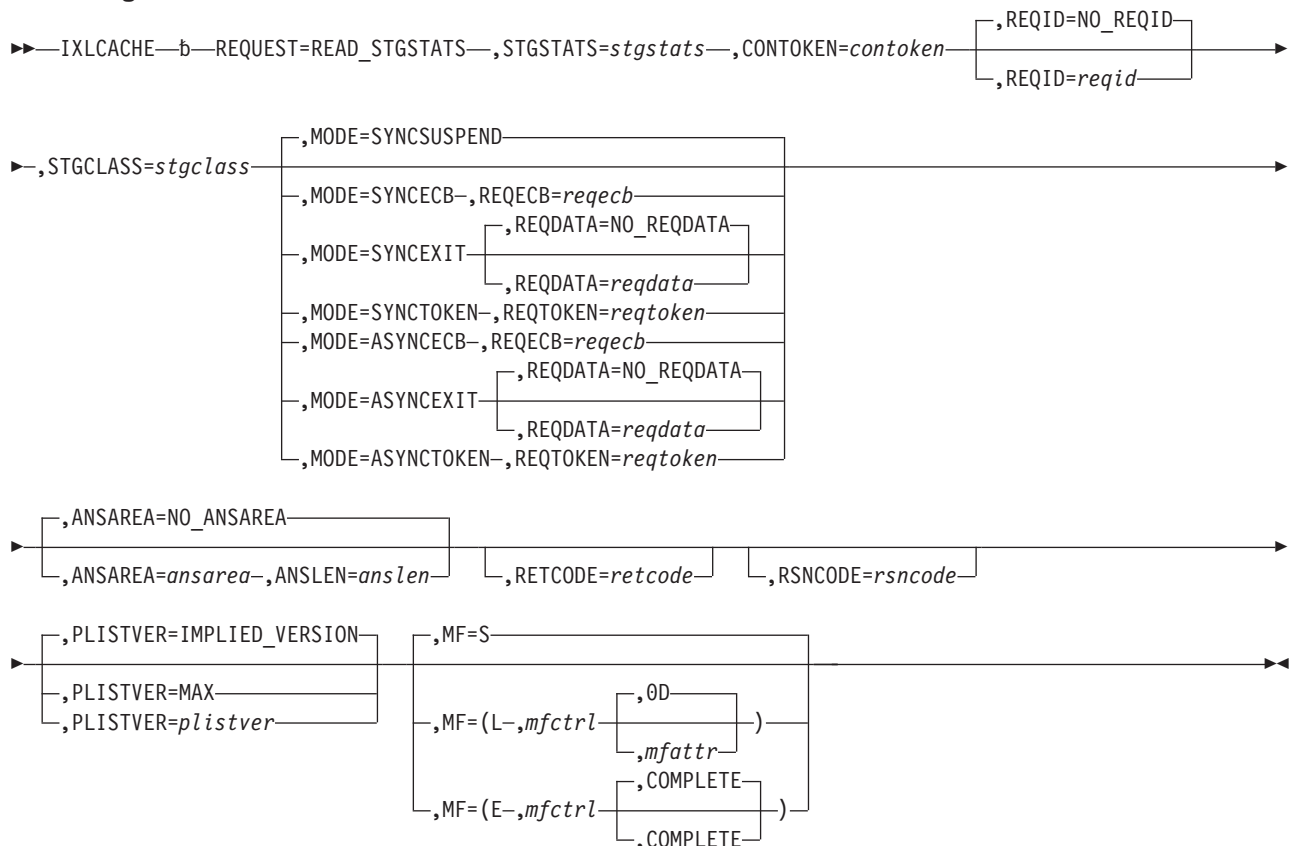 ,REQID=NO_REQID
IXLCACHE ƀ REQUEST=READ_STGSTATS ,STGSTATS=stgstats ,CONTOKEN=contoken
,REQID=reqid
,MODE=SYNCSUSPEND
,STGCLASS=stgclass
,MODE=SYNCECB ,REQECB=reqecb
,REQDATA=NO_REQDATA
,MODE=SYNCEXIT
,REQDATA=reqdata
,MODE=SYNCTOKEN ,REQTOKEN=reqtoken
,MODE=ASYNCECB ,REQECB=reqecb
,REQDATA=NO_REQDATA
,MODE=ASYNCEXIT
,REQDATA=reqdata
,MODE=ASYNCTOKEN ,REQTOKEN=reqtoken
,ANSAREA=NO_ANSAREA
,ANSAREA=ansarea ,ANSLEN=anslen ,RETCODE=retcode ,RSNCODE=rsncode
,PLISTVER=IMPLIED_VERSION ,MF=S
,PLISTVER=MAX
,PLISTVER=plistver
,0D
,MF=(L ,mfctrl )
,mfattr
,COMPLETE
,MF=(E ,mfctrl )
,COMPLETE